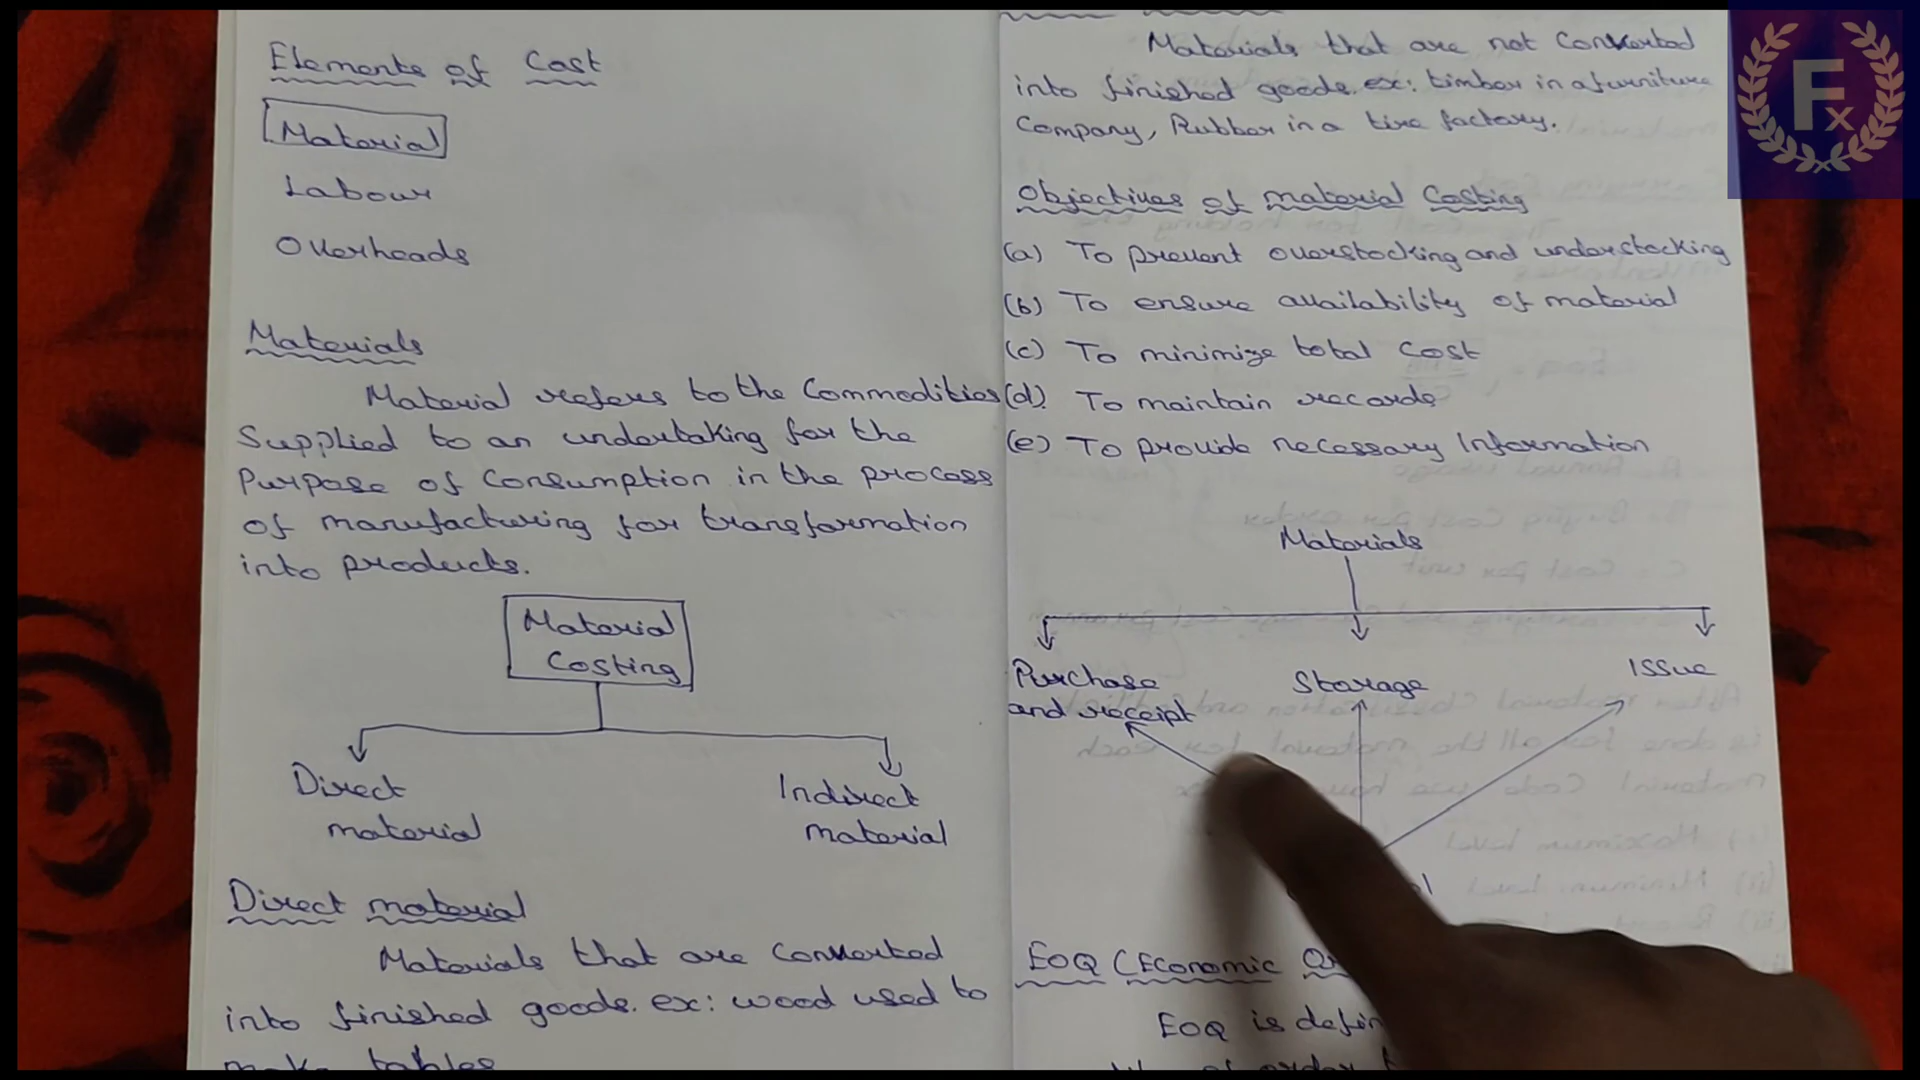 Elements of Cost
Material
Labour
Overheads
Materials
Material refers to the Commodities
Supplied to an undertaking for the
Purpose of Consumption in the process
of manufacturing for transformation
into products.
Material
Costing
Direct
material
Indirect
material
Direct material
Materials that are Converted
into finished goods. ex: wood used to
make tables
Materials that are not Converted
into finished goods. ex: timber in a furniture
Company, Rubber in a tire factory.
Objectives of material Costing
(a) To prevent overstocking and understocking
(b) To ensure availability of material
(c) To minimize total Cost
(d) To maintain records
(e) To provide necessary Information
Materials
Purchase
and receipt
Storage
Issue
EOQ (Economic
EOQ is
of order
Fx